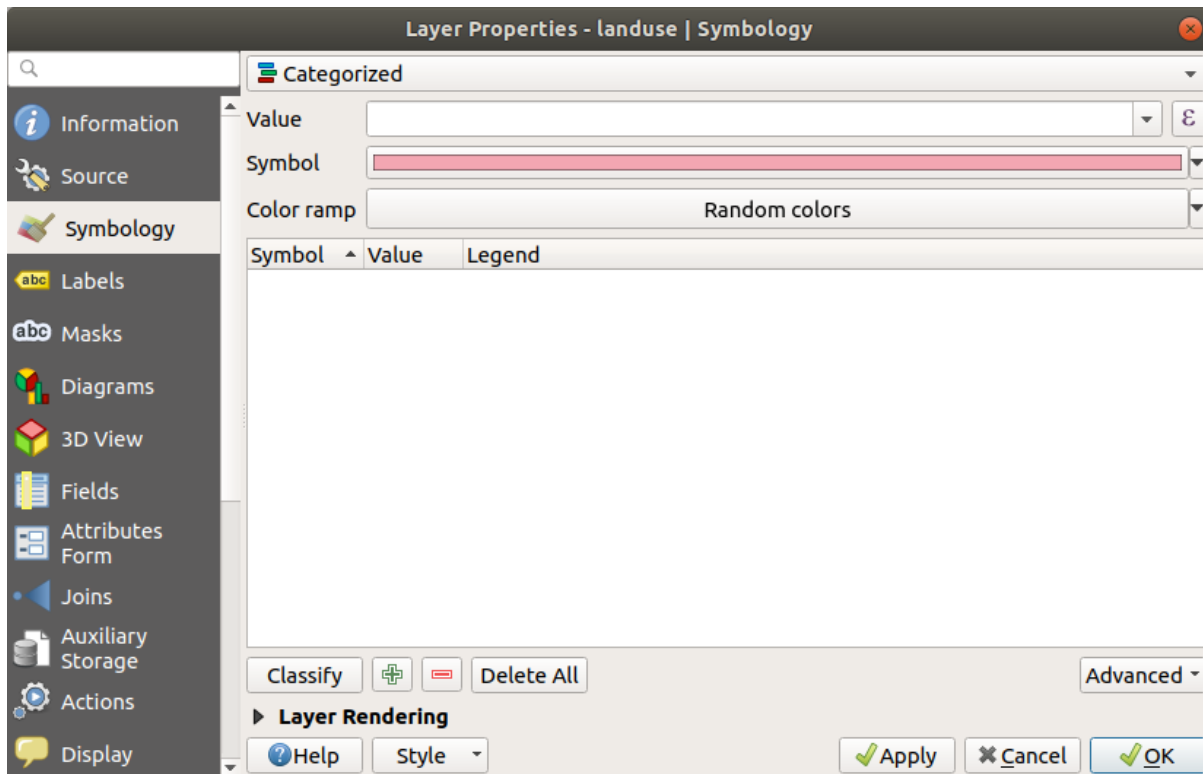 Layer Properties - landuse | Symbology
Categorized
Information
Source
Symbology
Labels
Masks
Diagrams
3D View
Fields
Attributes
Form
Joins
Auxiliary
Storage
Actions
Display
Value
ε
Symbol
Color ramp
Random colors
Symbol Value Legend
Classify
Delete All
Advanced
Layer Rendering
Help
Style
Apply
Cancel
OK